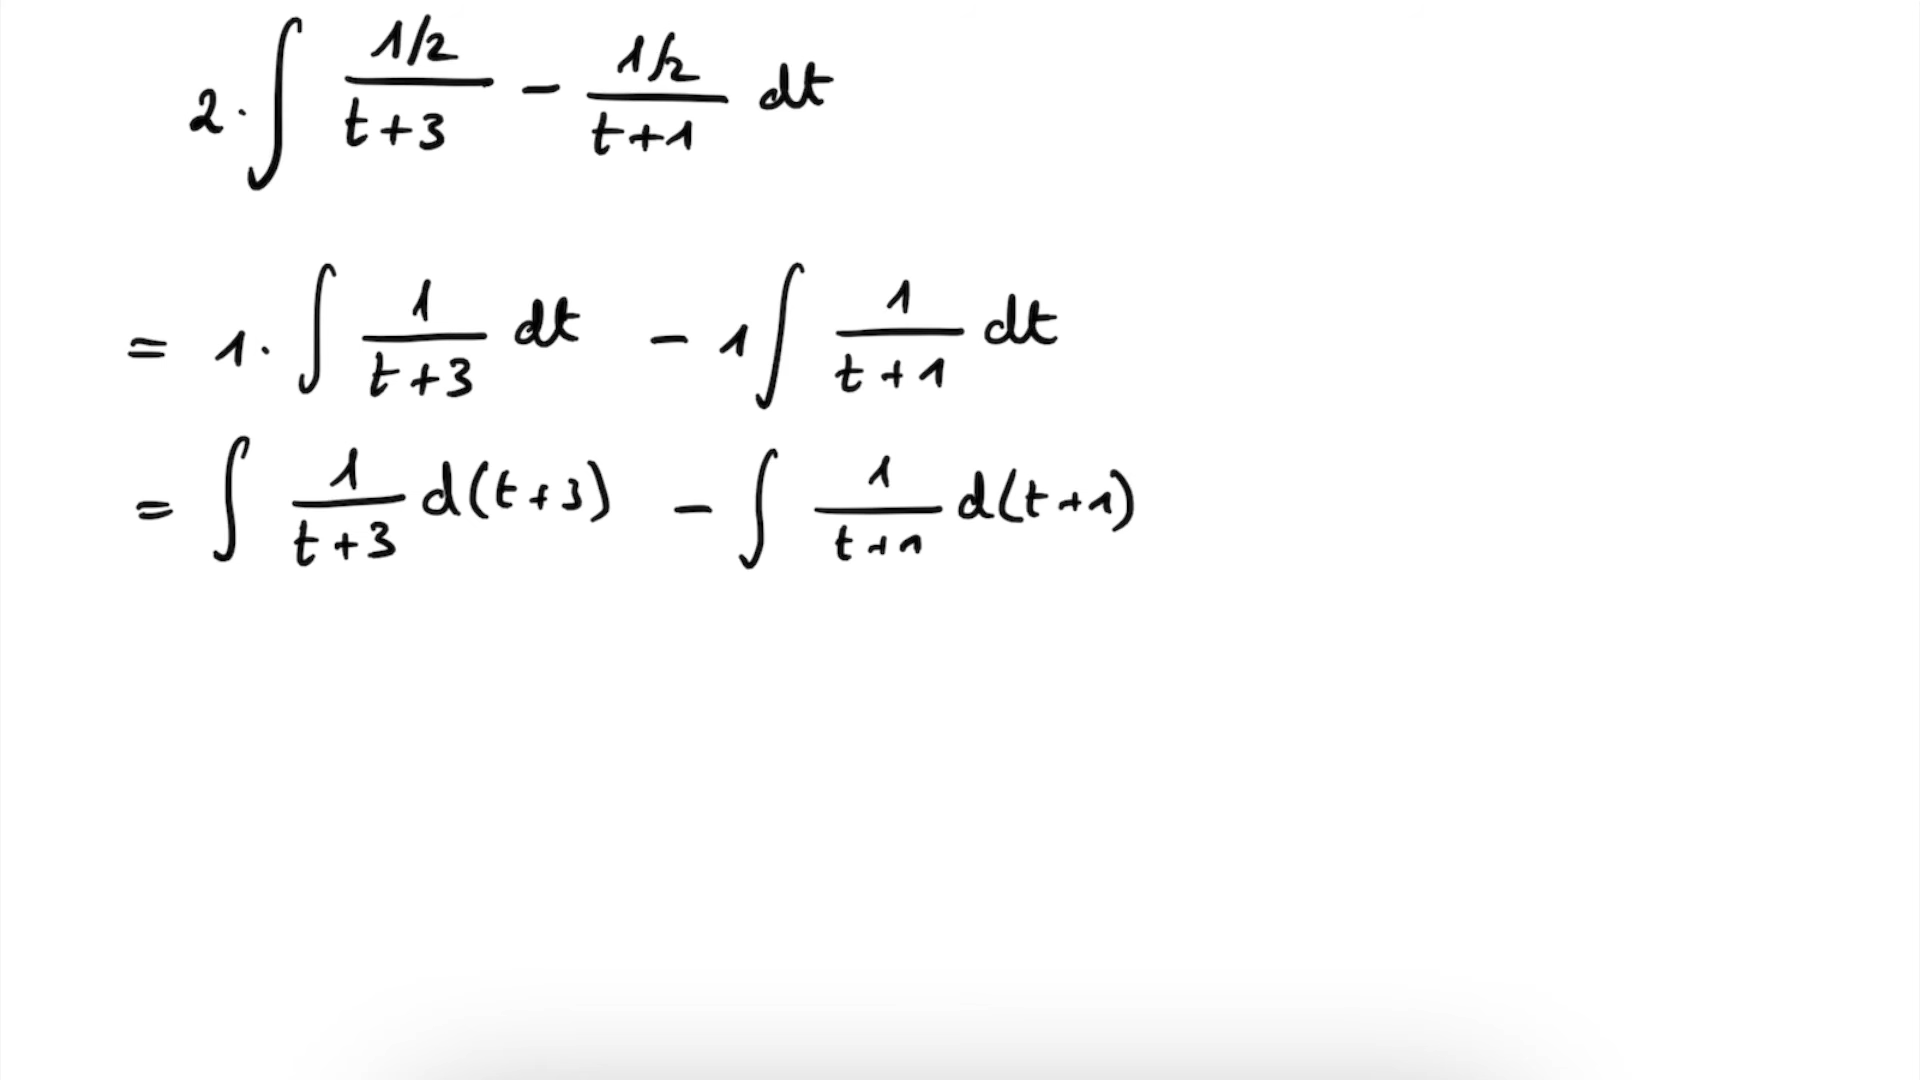 2·∫ (1/2)/(t+3) - (1/2)/(t+1) dt
= 1·∫ 1/(t+3) dt - 1∫ 1/(t+1) dt
= ∫ 1/(t+3) d(t+3) - ∫ 1/(t+1) d(t+1)